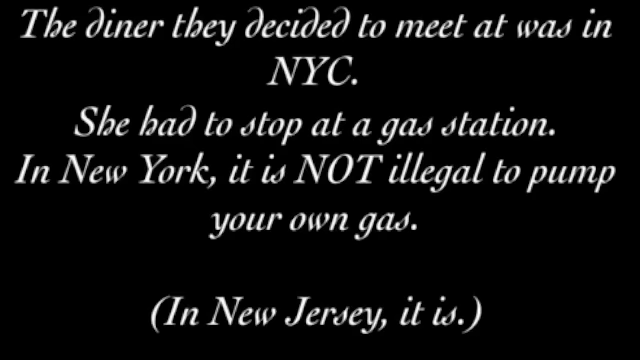 The diner they decided to meet at was in
NYC.
She had to stop at a gas station.
In New York, it is NOT illegal to pump
your own gas.
(In New Jersey, it is.)